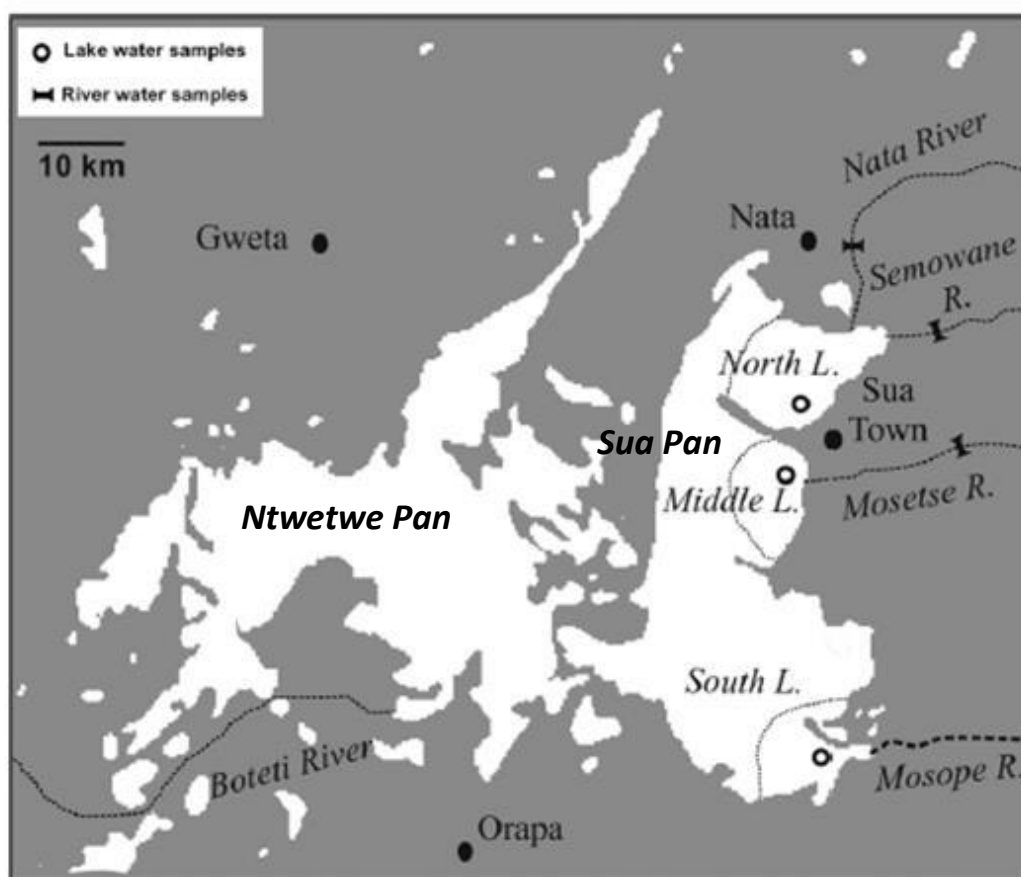 Lake water samples
River water samples
10 km
Nata River
Gweta
Nata
Semowane
R.
North L.
Sua
Town
Sua Pan
Middle L.
Mosetse R.
Ntwetwe Pan
South L.
Boteti River
Mosope R.
Orapa